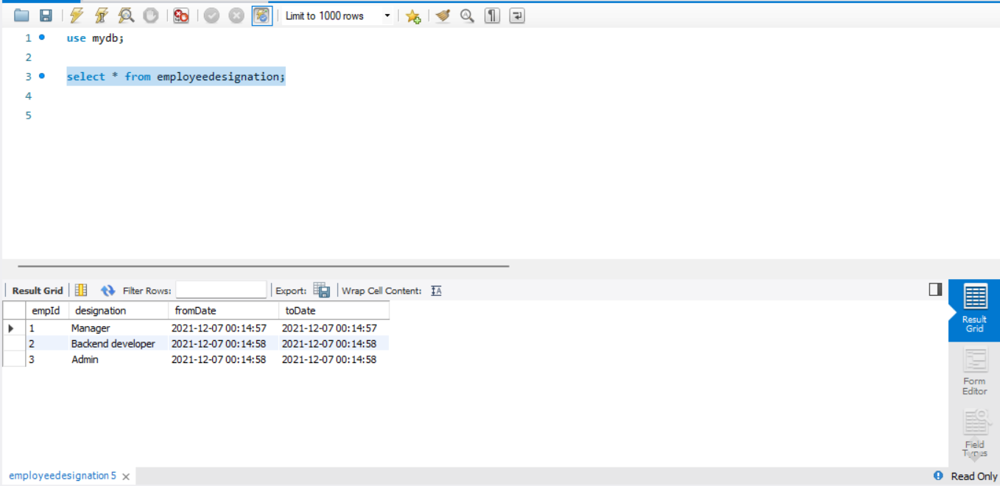 Limit to 1000 rows
1 use mydb;
2
3 select * from employeedesignation;
4
5
Result Grid Filter Rows: Export: Wrap Cell Content: IA
empId designation fromDate toDate
1 Manager 2021-12-07 00:14:57 2021-12-07 00:14:57
2 Backend developer 2021-12-07 00:14:58 2021-12-07 00:14:58
3 Admin 2021-12-07 00:14:58 2021-12-07 00:14:58
Result
Grid
Form
Editor
Field
Types
employeedesignation 5
Read Only